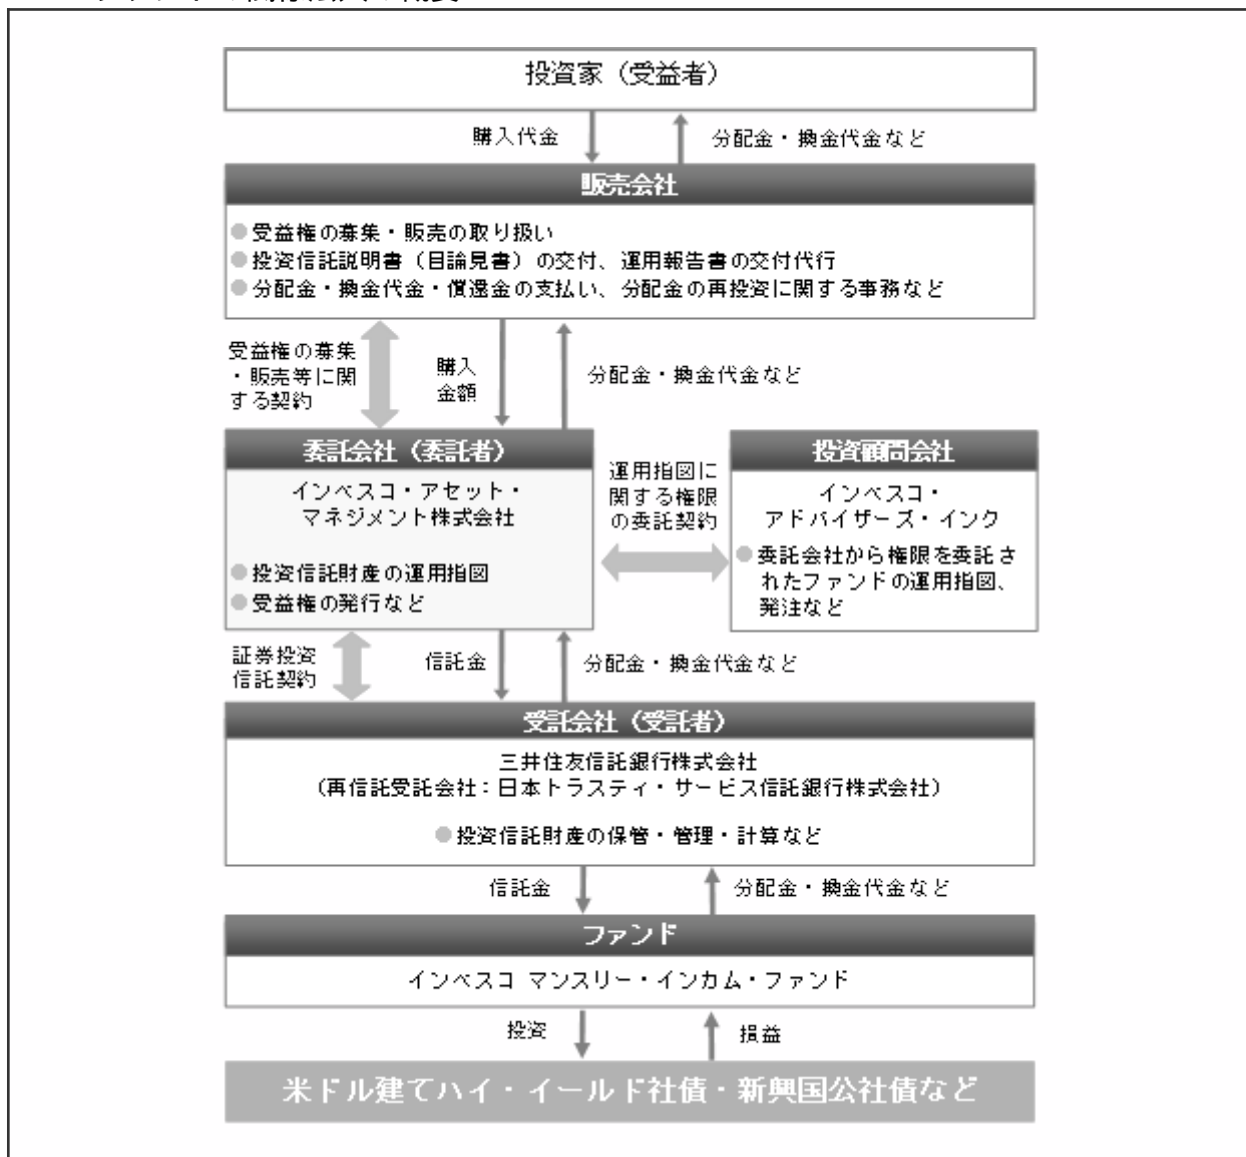 投資家（受益者）
購入代金
分配金・換金代金など
販売会社
●受益権の募集・販売の取り扱い
●投資信託説明書（目論見書）の交付、運用報告書の交付代行
●分配金・換金代金・償還金の支払い、分配金の再投資に関する事務など
受益権の募集
・販売等に関
する契約
購入
金額
分配金・換金代金など
委託会社（委託者）
インベスコ・アセット・
マネジメント株式会社
●投資信託財産の運用指図
●受益権の発行など
運用指図に
関する権限
の委託契約
投資顧問会社
インベスコ・
アドバイザーズ・インク
●委託会社から権限を委託さ
れたファンドの運用指図、
発注など
証券投資
信託契約
信託金
分配金・換金代金など
受託会社（受託者）
三井住友信託銀行株式会社
（再信託受託会社：日本トラスティ・サービス信託銀行株式会社）
●投資信託財産の保管・管理・計算など
信託金
分配金・換金代金など
ファンド
インベスコ マンスリー・インカム・ファンド
投資
損益
米ドル建てハイ・イールド社債・新興国公社債など